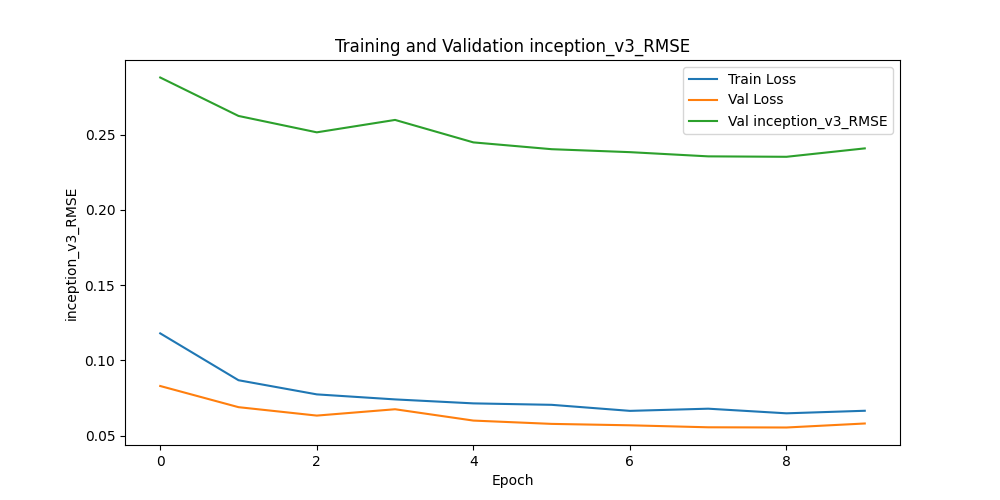 Training and Validation inception_v3_RMSE
Train Loss
Val Loss
Val inception_v3_RMSE
inception_v3_RMSE
0.25
0.20
0.15
0.10
0.05
0 2 4 6 8
Epoch